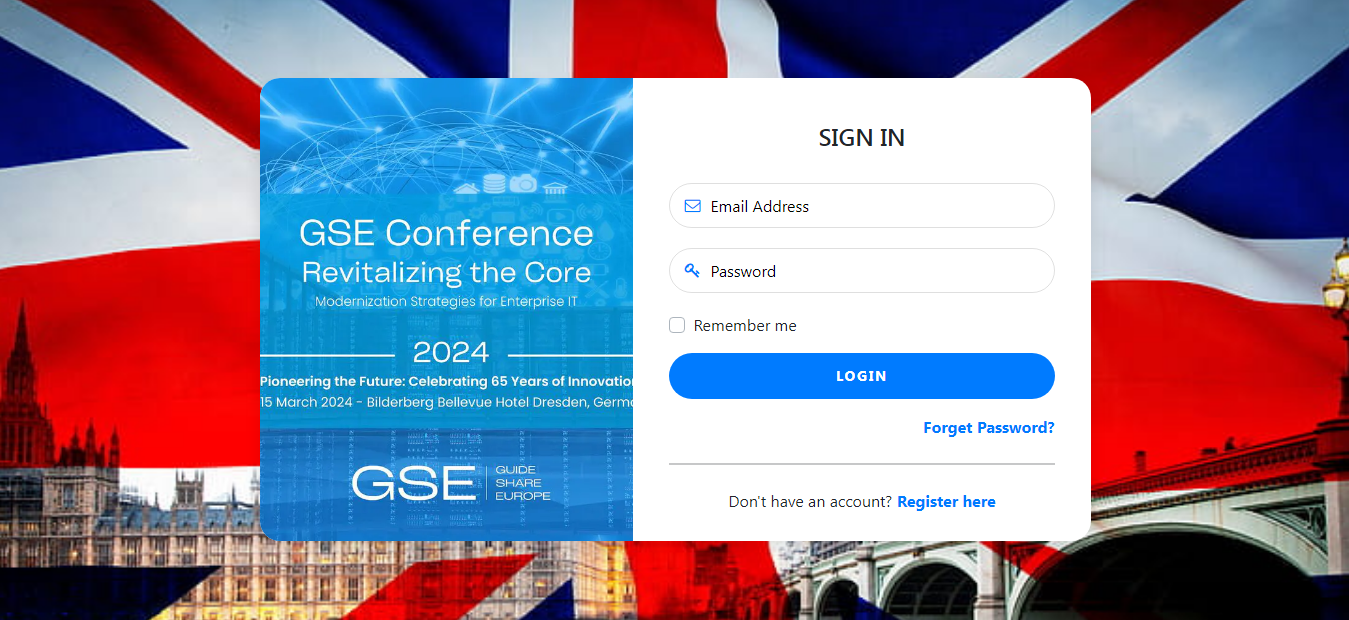 GSE Conference
Revitalizing the Core
Modernization Strategies for Enterprise IT
2024
Pioneering the Future: Celebrating 65 Years of Innovation
15 March 2024 - Bilderberg Bellevue Hotel Dresden, Germa
GSE
GUIDE
SHARE
EUROPE
SIGN IN
Email Address
Password
Remember me
LOGIN
Forget Password?
Don't have an account? Register here